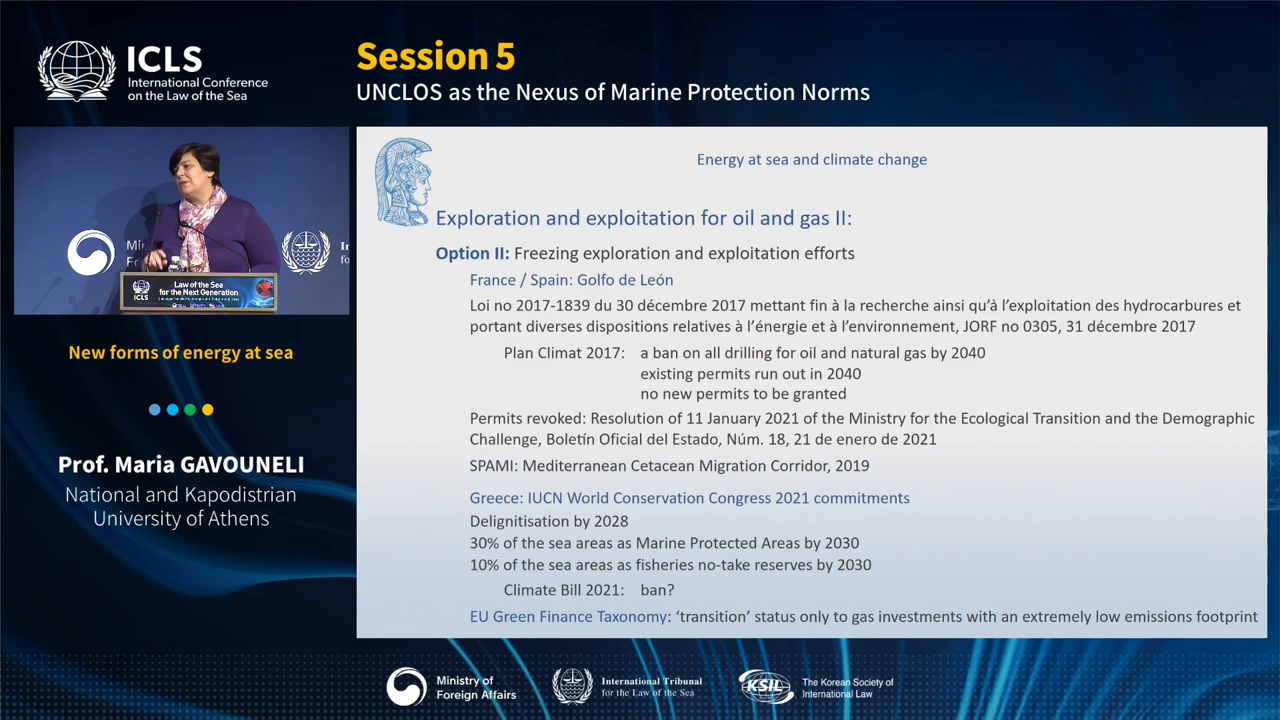 ICLS
International Conference
on the Law of the Sea
Session 5
UNCLOS as the Nexus of Marine Protection Norms
Law of the Sea
for the Next Generation
ICLS
New forms of energy at sea
Prof. Maria GAVOUNELI
National and Kapodistrian
University of Athens
Energy at sea and climate change
Exploration and exploitation for oil and gas II:
Option II: Freezing exploration and exploitation efforts
France / Spain: Golfo de León
Loi no 2017-1839 du 30 décembre 2017 mettant fin à la recherche ainsi qu'à l'exploitation des hydrocarbures et
portant diverses dispositions relatives à l'énergie et à l'environnement, JORF no 0305, 31 décembre 2017
Plan Climat 2017: a ban on all drilling for oil and natural gas by 2040
existing permits run out in 2040
no new permits to be granted
Permits revoked: Resolution of 11 January 2021 of the Ministry for the Ecological Transition and the Demographic
Challenge, Boletín Oficial del Estado, Núm. 18, 21 de enero de 2021
SPAMI: Mediterranean Cetacean Migration Corridor, 2019
Greece: IUCN World Conservation Congress 2021 commitments
Delignitisation by 2028
30% of the sea areas as Marine Protected Areas by 2030
10% of the sea areas as fisheries no-take reserves by 2030
Climate Bill 2021: ban?
EU Green Finance Taxonomy: 'transition' status only to gas investments with an extremely low emissions footprint
Ministry of
Foreign Affairs
International Tribunal
for the Law of the Sea
KSIL
The Korean Society of
International Law